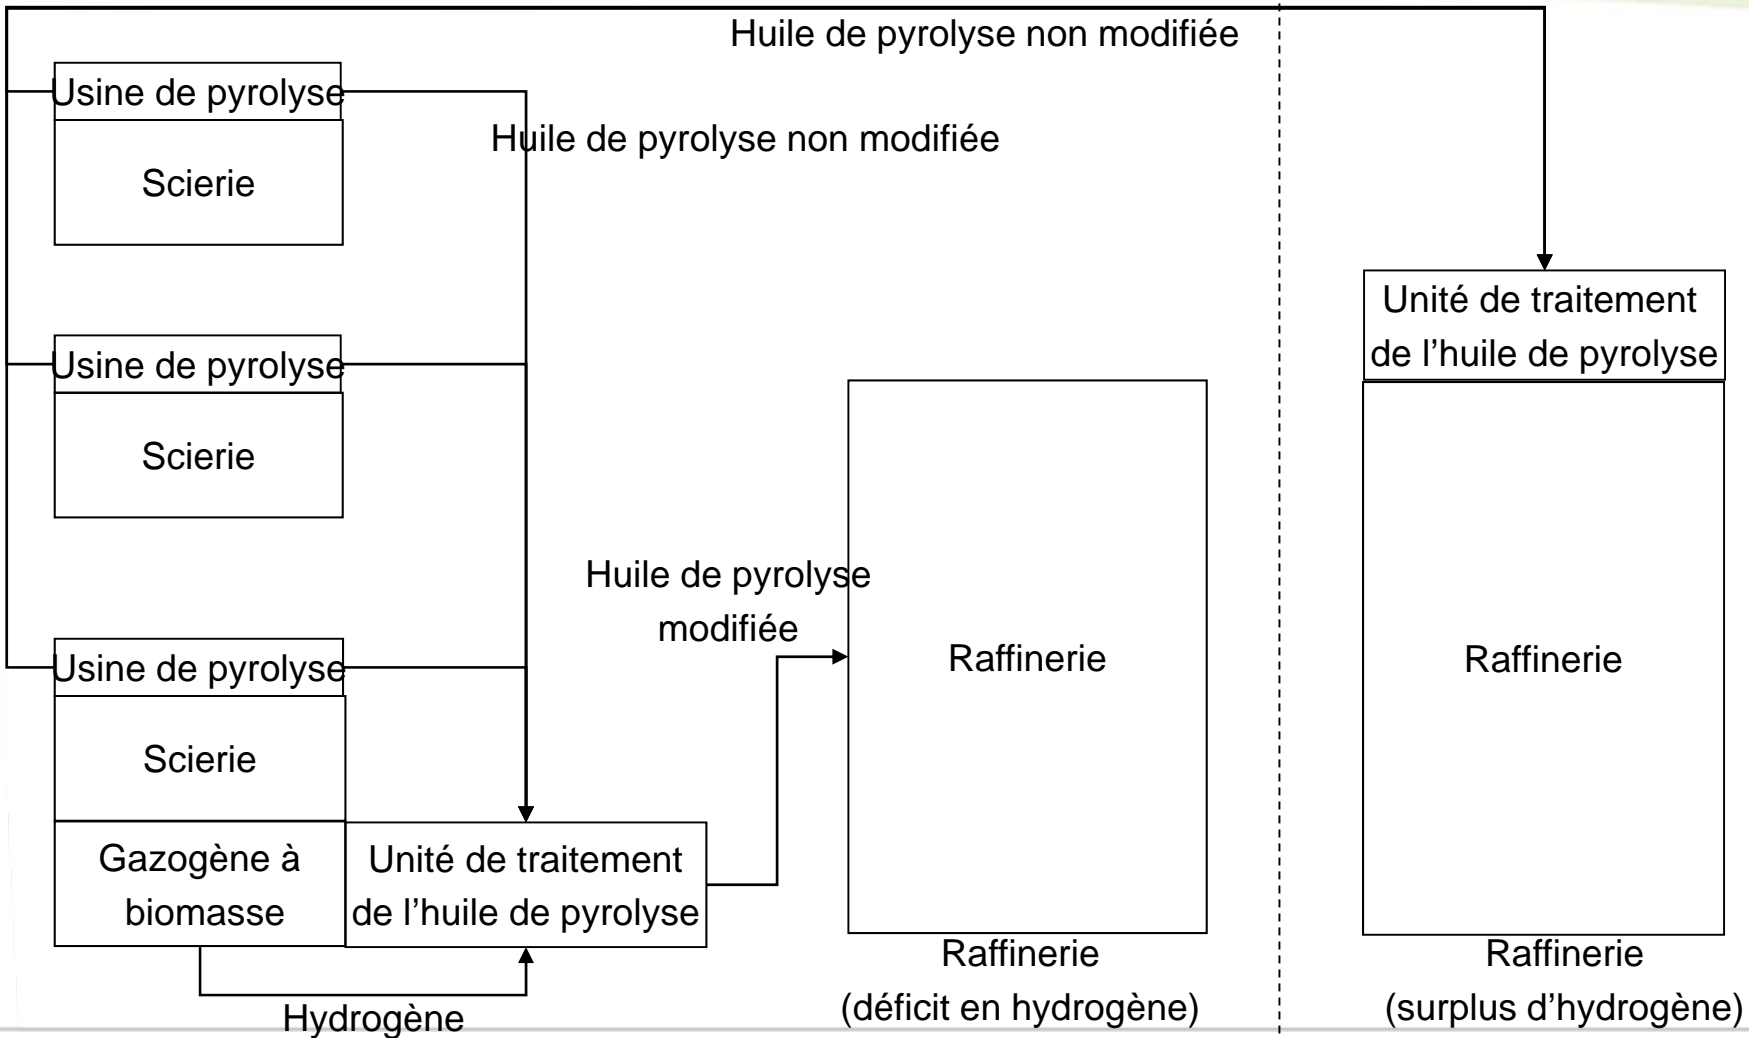 Huile de pyrolyse non modifiée
Usine de pyrolyse
Huile de pyrolyse non modifiée
Scierie
Unité de traitement
de l’huile de pyrolyse
Usine de pyrolyse
Scierie
Huile de pyrolyse
modifiée
Raffinerie
Raffinerie
Usine de pyrolyse
Scierie
Gazogène à
biomasse
Unité de traitement
de l’huile de pyrolyse
Hydrogène
Raffinerie
(déficit en hydrogène)
Raffinerie
(surplus d’hydrogène)